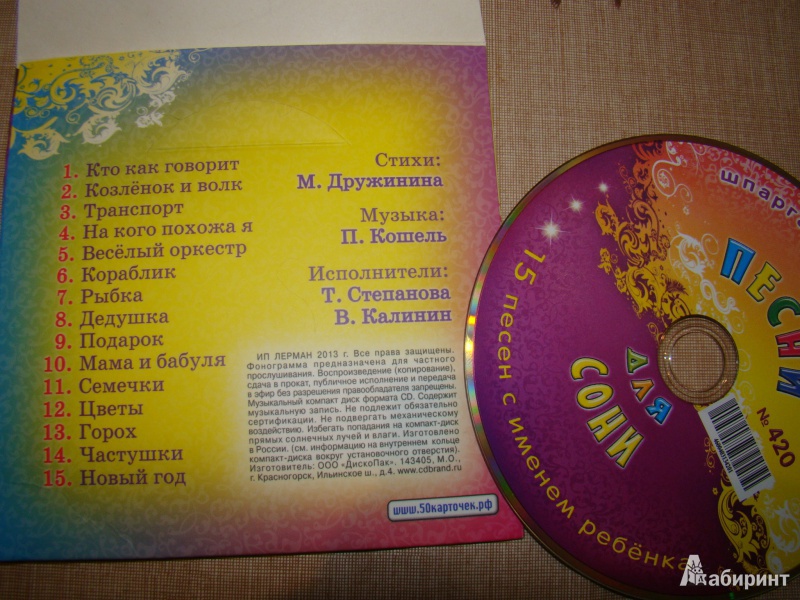 1. Кто как говорит
2. Козлёнок и волк
3. Транспорт
4. На кого похожа я
5. Весёлый оркестр
6. Кораблик
7. Рыбка
8. Дедушка
9. Подарок
10. Мама и бабуля
11. Семечки
12. Цветы
13. Горох
14. Частушки
15. Новый год
Стихи:
М. Дружинина
Музыка:
П. Кошель
Исполнители:
Т. Степанова
В. Калинин
ИП ЛЕРМАН 2013 г. Все права защищены.
Фонограмма предназначена для частного
прослушивания. Воспроизведение (копирование),
сдача в прокат, публичное исполнение и передача
в эфир без разрешения правообладателя запрещены.
Музыкальный компакт диск формата CD. Содержит
музыкальную запись. Не подлежит обязательно
сертификации. Не подвергать механическому
воздействию. Избегать попадания на компакт-диск
прямых солнечных лучей и влаги. Изготовлено
в России. (см. информацию на внутреннем кольце
компакт-диска вокруг установочного отверстия).
Изготовитель: ООО «ДискоПак», 143405, М.О.,
г. Красногорск, Ильинское ш., д.4. www.cdbrand.ru
www.50карточек.рф
шпарга
ПЕСНИ
ДЛЯ
СОНИ
15 песен с именем ребёнка
№ 420
Лабиринт